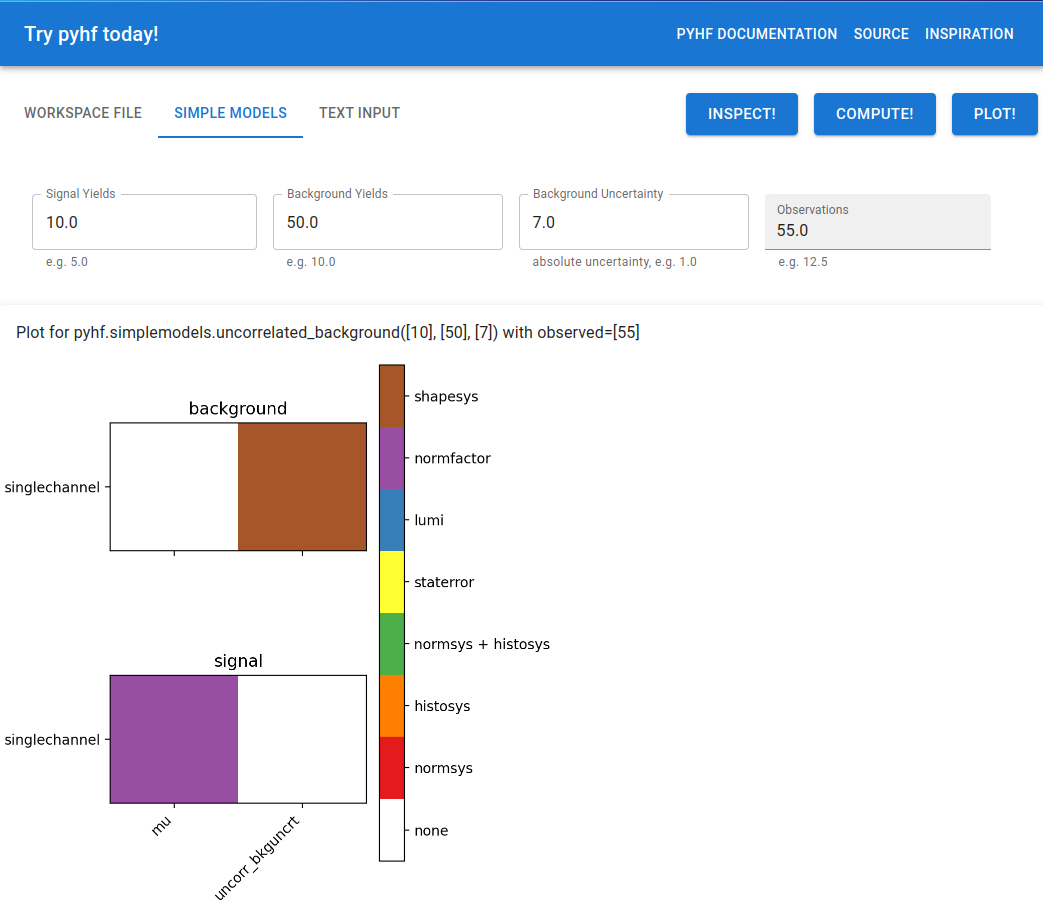 Try pyhf today!
PYHF DOCUMENTATION SOURCE INSPIRATION
WORKSPACE FILE SIMPLE MODELS TEXT INPUT
INSPECT! COMPUTE! PLOT!
Signal Yields
10.0
e.g. 5.0
Background Yields
50.0
e.g. 10.0
Background Uncertainty
7.0
absolute uncertainty, e.g. 1.0
Observations
55.0
e.g. 12.5
Plot for pyhf.simplemodels.uncorrelated_background([10], [50], [7]) with observed=[55]
background
singlechannel
signal
singlechannel
mu
uncorr_bkguncrt
shapesys
normfactor
lumi
staterror
normsys + histosys
histosys
normsys
none